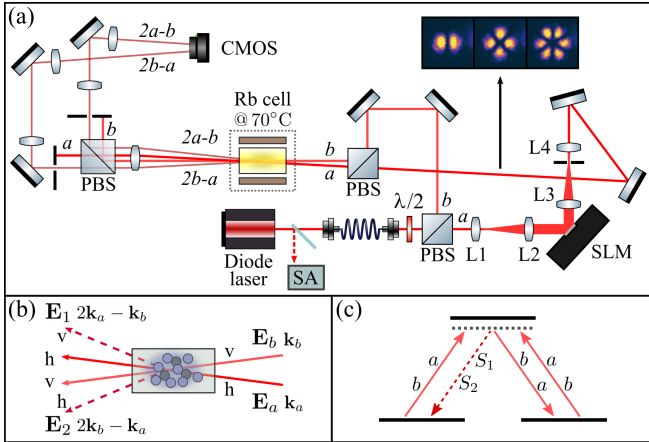 (a)
2a-b
2b-a
CMOS
Rb cell
@ 70°C
a
b
2a-b
2b-a
PBS
b
a
PBS
L4
L3
λ/2
b
a
PBS
L1
L2
SLM
Diode
laser
SA
(b)
E1 2ka − kb
v
h
v
h
E2 2kb − ka
v
Eb kb
h
Ea ka
(c)
a
b
S1
S2
b
a
a
b